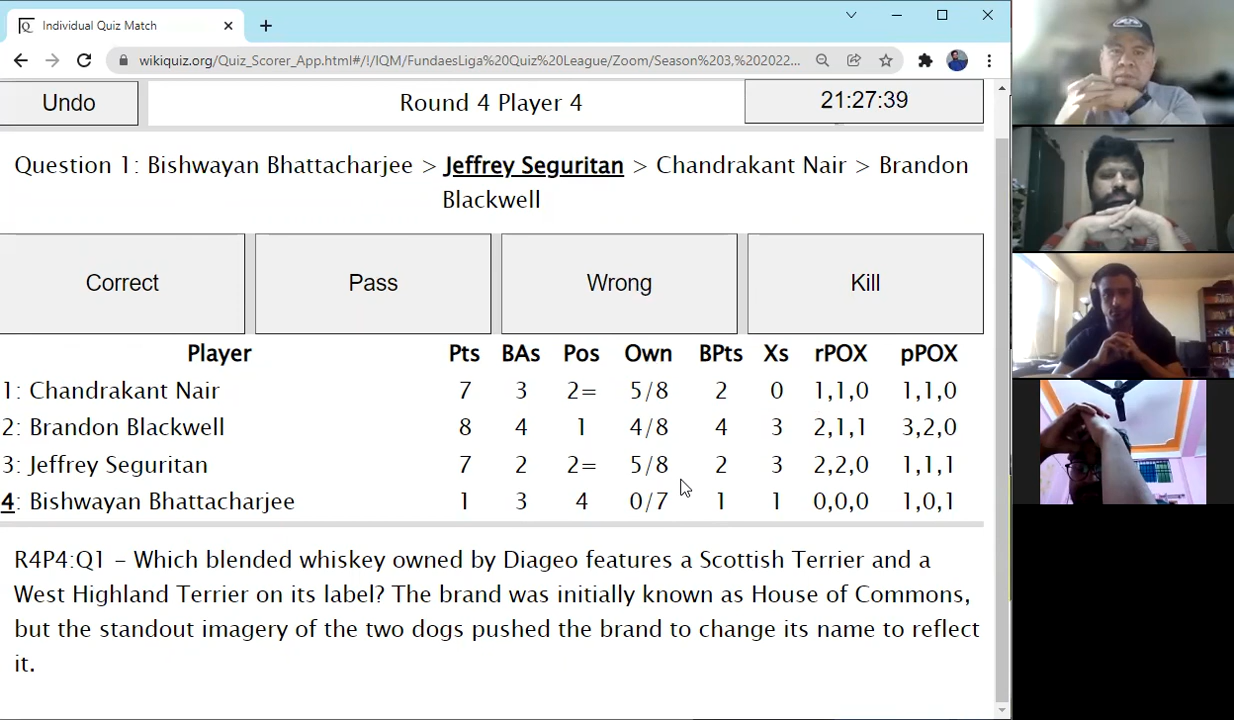 Individual Quiz Match
wikiquiz.org/Quiz_Scorer_App.html#/!/IQM/FundaesLiga%20Quiz%20League/Zoom/Season%203,%202022...
Undo
Round 4 Player 4
21:27:39
Question 1: Bishwayan Bhattacharjee > Jeffrey Seguritan > Chandrakant Nair > Brandon
Blackwell
Correct
Pass
Wrong
Kill
Player Pts BAs Pos Own BPts Xs rPOX pPOX
1: Chandrakant Nair 7 3 2= 5/8 2 0 1,1,0 1,1,0
2: Brandon Blackwell 8 4 1 4/8 4 3 2,1,1 3,2,0
3: Jeffrey Seguritan 7 2 2= 5/8 2 3 2,2,0 1,1,1
4: Bishwayan Bhattacharjee 1 3 4 0/7 1 1 0,0,0 1,0,1
R4P4:Q1 - Which blended whiskey owned by Diageo features a Scottish Terrier and a
West Highland Terrier on its label? The brand was initially known as House of Commons,
but the standout imagery of the two dogs pushed the brand to change its name to reflect
it.